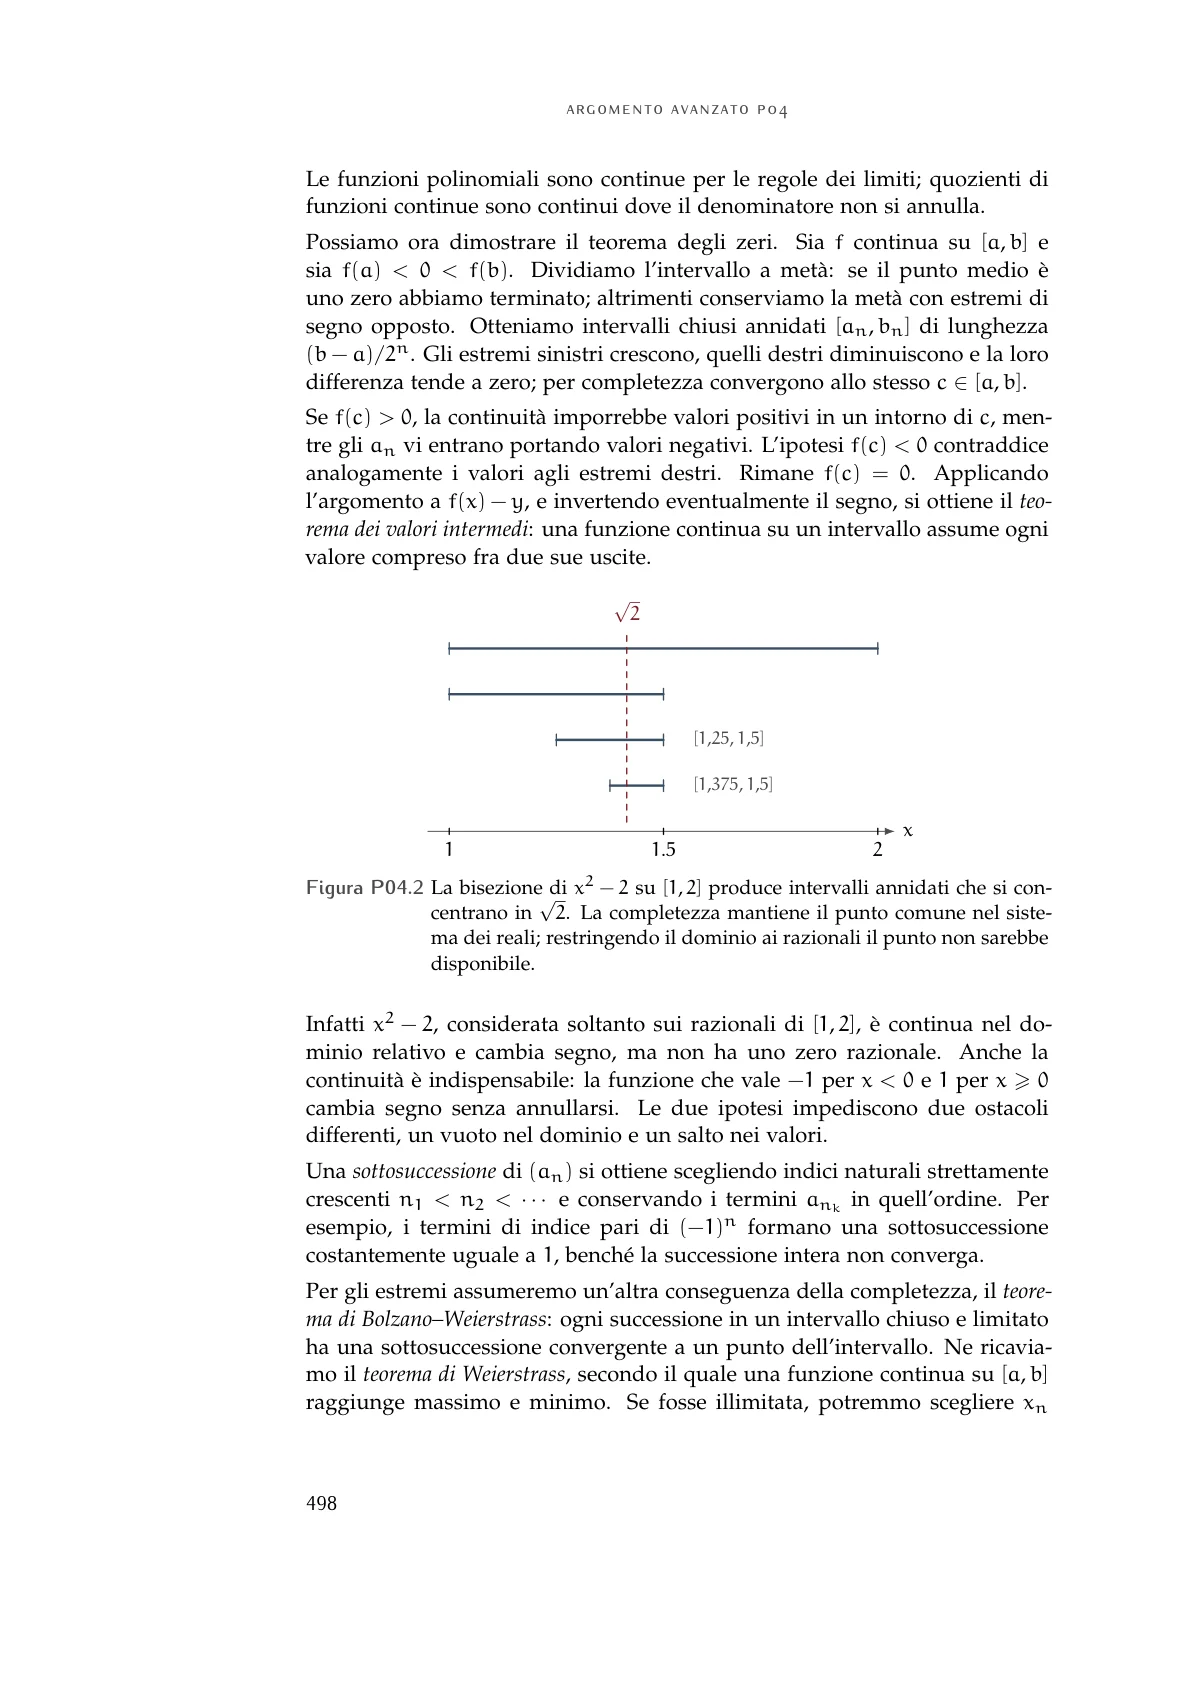 ARGOMENTO AVANZATO P04
Le funzioni polinomiali sono continue per le regole dei limiti; quozienti di
funzioni continue sono continui dove il denominatore non si annulla.
Possiamo ora dimostrare il teorema degli zeri. Sia f continua su [a, b] e
sia f(a) < 0 < f(b). Dividiamo l'intervallo a metà: se il punto medio è
uno zero abbiamo terminato; altrimenti conserviamo la metà con estremi di
segno opposto. Otteniamo intervalli chiusi annidati [aₙ, bₙ] di lunghezza
(b − a)/2ⁿ. Gli estremi sinistri crescono, quelli destri diminuiscono e la loro
differenza tende a zero; per completezza convergono allo stesso c ∈ [a, b].
Se f(c) > 0, la continuità imporrebbe valori positivi in un intorno di c, men-
tre gli aₙ vi entrano portando valori negativi. L'ipotesi f(c) < 0 contraddice
analogamente i valori agli estremi destri. Rimane f(c) = 0. Applicando
l'argomento a f(x) − y, e invertendo eventualmente il segno, si ottiene il teo-
rema dei valori intermedi: una funzione continua su un intervallo assume ogni
valore compreso fra due sue uscite.
√2
[1,25, 1,5]
[1,375, 1,5]
x
1 1.5 2
Figura P04.2 La bisezione di x² − 2 su [1, 2] produce intervalli annidati che si con-
centrano in √2. La completezza mantiene il punto comune nel siste-
ma dei reali; restringendo il dominio ai razionali il punto non sarebbe
disponibile.
Infatti x² − 2, considerata soltanto sui razionali di [1, 2], è continua nel do-
minio relativo e cambia segno, ma non ha uno zero razionale. Anche la
continuità è indispensabile: la funzione che vale −1 per x < 0 e 1 per x ⩾ 0
cambia segno senza annullarsi. Le due ipotesi impediscono due ostacoli
differenti, un vuoto nel dominio e un salto nei valori.
Una sottosuccessione di (aₙ) si ottiene scegliendo indici naturali strettamente
crescenti n₁ < n₂ < ⋯ e conservando i termini a_{n_k} in quell'ordine. Per
esempio, i termini di indice pari di (−1)ⁿ formano una sottosuccessione
costantemente uguale a 1, benché la successione intera non converga.
Per gli estremi assumeremo un'altra conseguenza della completezza, il teore-
ma di Bolzano–Weierstrass: ogni successione in un intervallo chiuso e limitato
ha una sottosuccessione convergente a un punto dell'intervallo. Ne ricavia-
mo il teorema di Weierstrass, secondo il quale una funzione continua su [a, b]
raggiunge massimo e minimo. Se fosse illimitata, potremmo scegliere xₙ
498